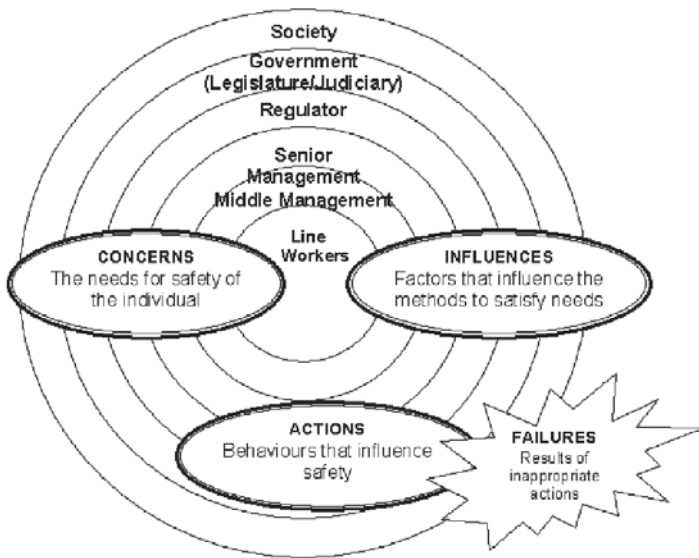 Society
Government
(Legislature/Judiciary)
Regulator
Senior
Management
Middle Management
Line
Workers
CONCERNS
The needs for safety of
the individual
INFLUENCES
Factors that influence the
methods to satisfy needs
ACTIONS
Behaviours that influence
safety
FAILURES
Results of
inappropriate
actions